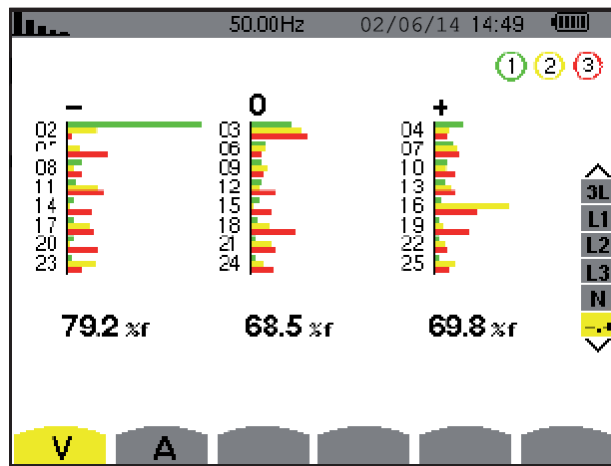 50.00Hz 02/06/14 14:49
1 2 3
- 0 +
02 03 04
06 07
08 09 10
11 12 13
14 15 16
17 18 19
20 21 22
23 24 25
3L
L1
L2
L3
N
-.+
79.2 %f 68.5 %f 69.8 %f
V A